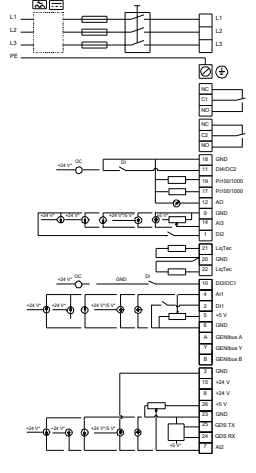 L1 L1
L2 L2
L3 L3
PE
NC
C1
NO
NC
C2
NO
18 GND
+24 V* OC DI 11 DI4/OC2
19 Pt100/1000
17 Pt100/1000
12 AO
9 GND
+24 V* +24 V* +24 V*/5 V* +24 V* 14 AI3
1 DI2
21 LiqTec
20 GND
22 LiqTec
+24 V* OC GND DI 10 DI3/OC1
4 AI1
+24 V* +24 V* +24 V*/5 V* 2 DI1
5 +5 V
6 GND
A GENIbus A
Y GENIbus Y
B GENIbus B
3 GND
15 +24 V
8 +24 V
26 +5 V
23 GND
25 GDS TX
+24 V* +24 V* +24 V*/5 V* 24 GDS RX
+5 V* 7 AI2